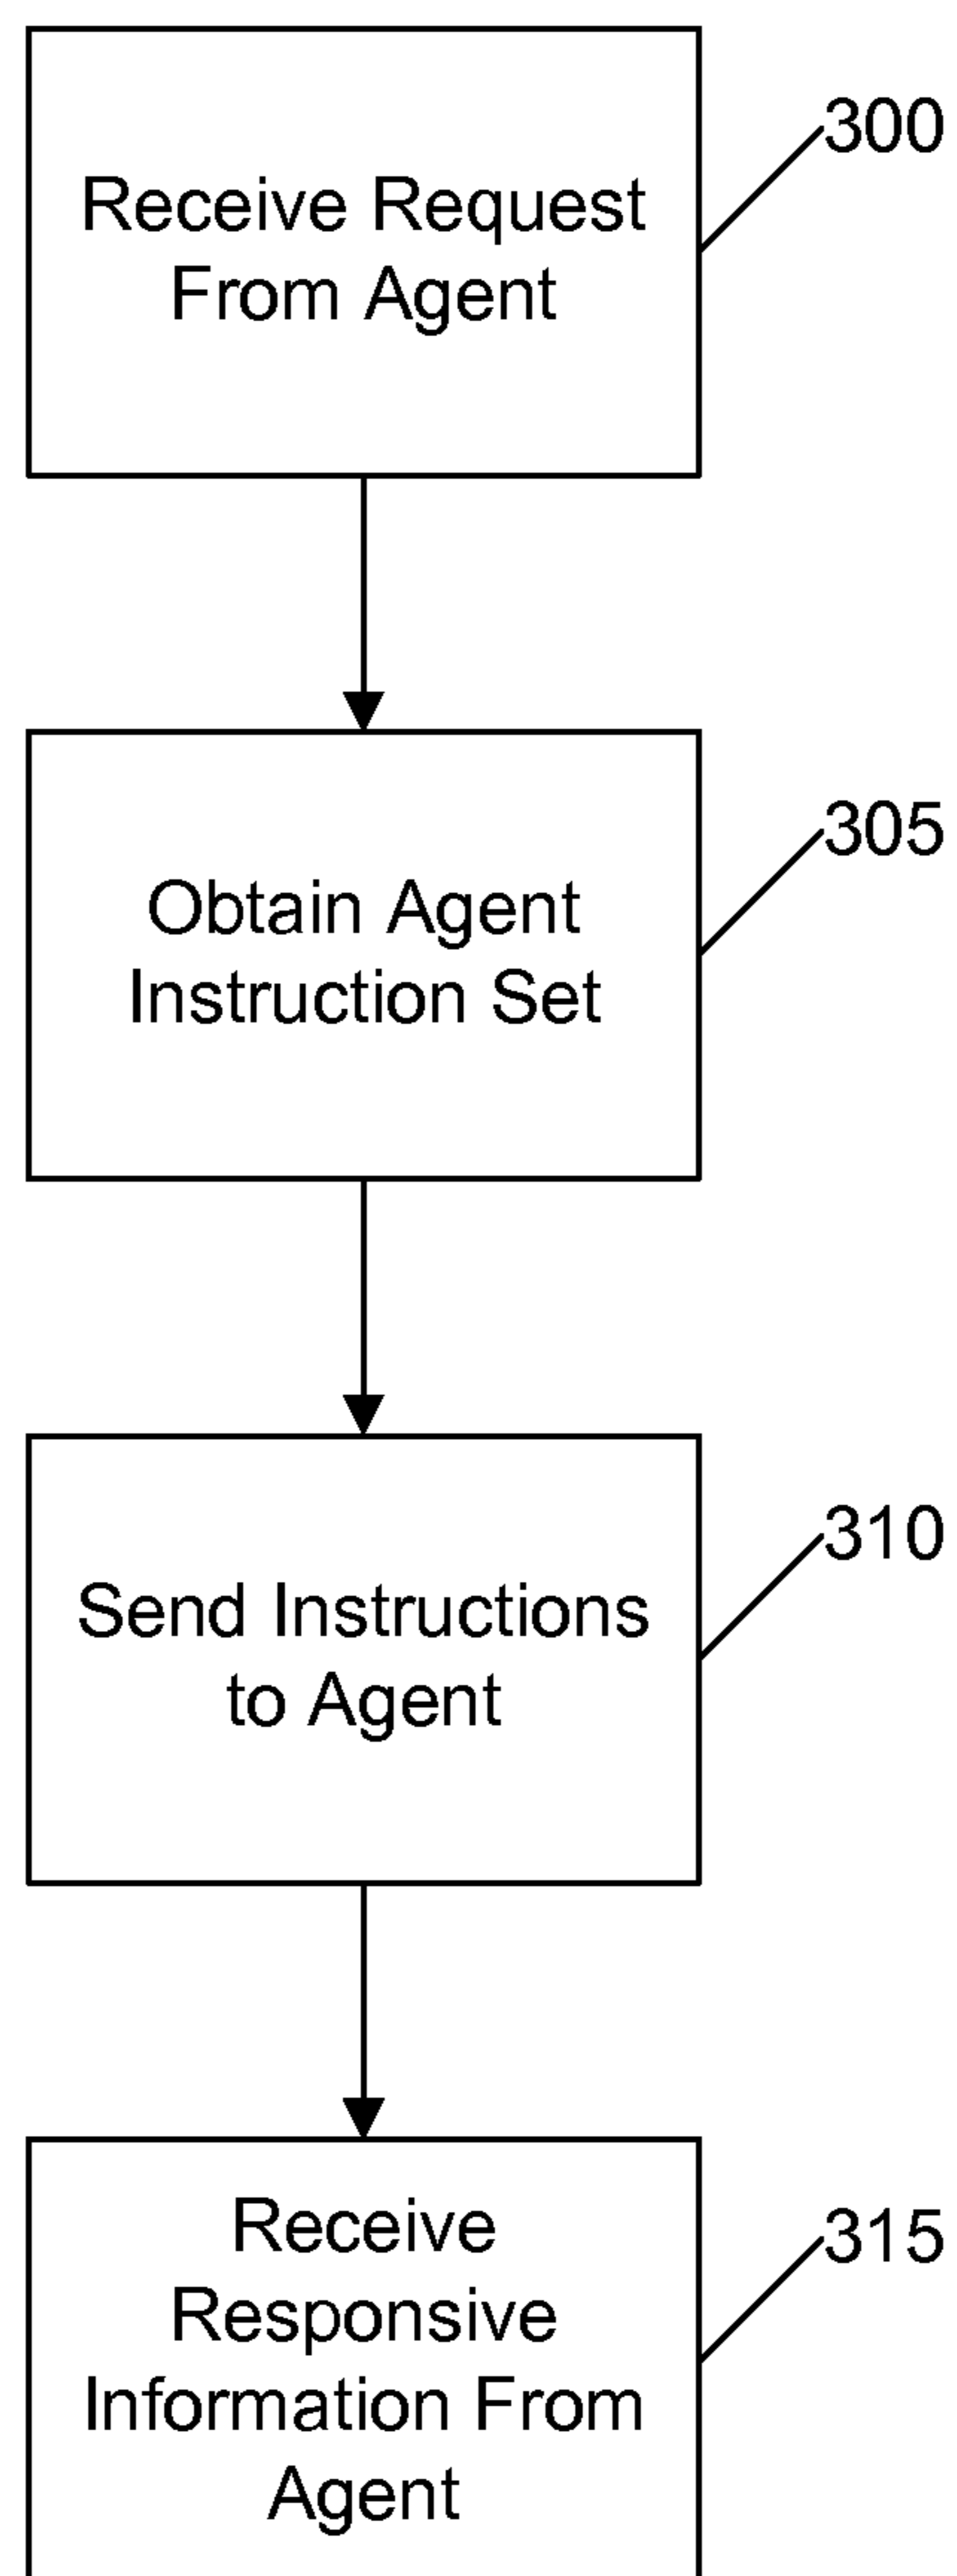 300
Receive Request
From Agent
305
Obtain Agent
Instruction Set
310
Send Instructions
to Agent
315
Receive
Responsive
Information From
Agent